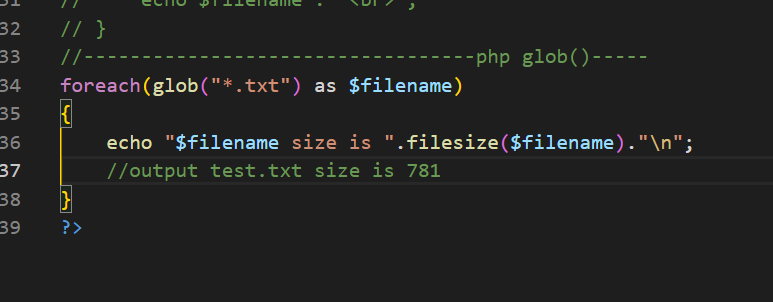 31 //    echo $filename . "<br>";
32 // }
33 //----------------------------------php glob()-----
34 foreach(glob("*.txt") as $filename)
35 {
36     echo "$filename size is ".filesize($filename)."\n";
37     //output test.txt size is 781
38 }
39 ?>